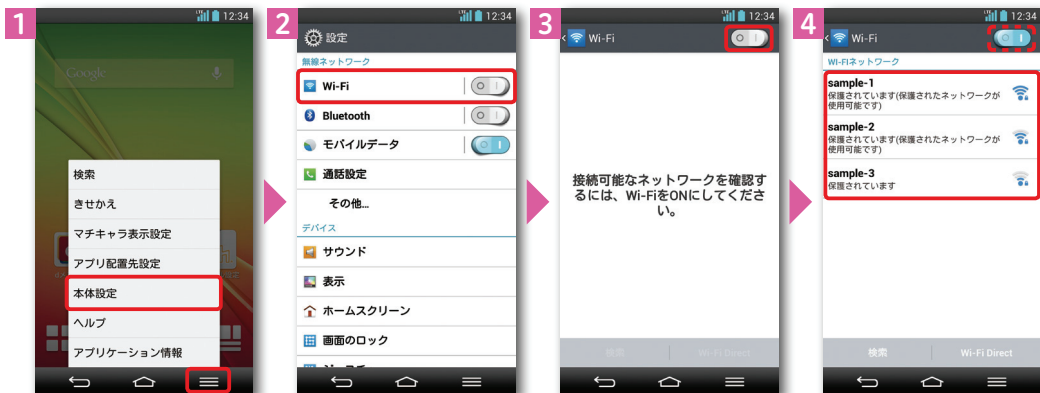 1
12:34
Google
検索
きせかえ
マチキャラ表示設定
アプリ配置先設定
本体設定
ヘルプ
アプリケーション情報
2
12:34
設定
無線ネットワーク
Wi-Fi
Bluetooth
モバイルデータ
通話設定
その他...
デバイス
サウンド
表示
ホームスクリーン
画面のロック
3
12:34
Wi-Fi
接続可能なネットワークを確認す
るには、Wi-FiをONにしてくださ
い。
検索 Wi-Fi Direct
4
12:34
Wi-Fi
Wi-Fiネットワーク
sample-1
保護されています(保護されたネットワークが
使用可能です)
sample-2
保護されています(保護されたネットワークが
使用可能です)
sample-3
保護されています
検索 Wi-Fi Direct